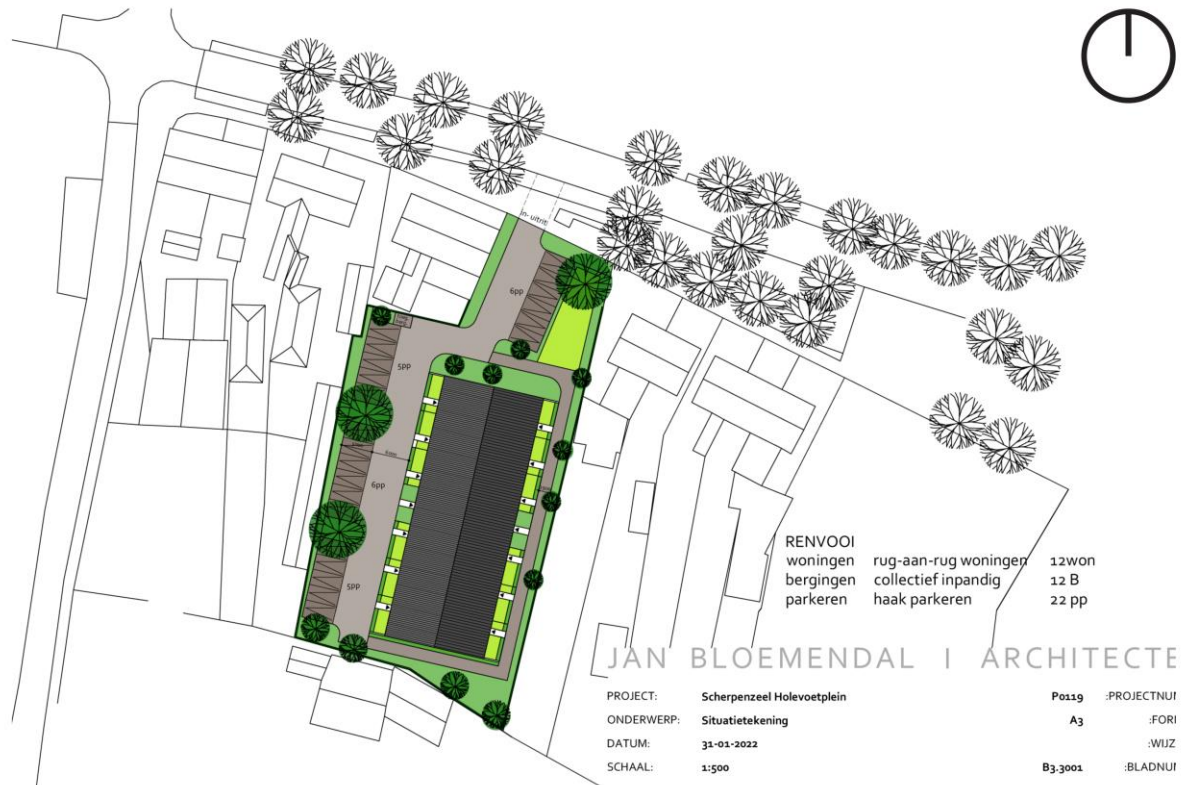 in- uitrit
6pp
5pp
6pp
5pp
RENVOOI
woningen rug-aan-rug woningen 12won
bergingen collectief inpandig 12 B
parkeren haak parkeren 22 pp
JAN BLOEMENDAL | ARCHITECTE
PROJECT: Scherpenzeel Holevoetplein P0119 :PROJECTNU
ONDERWERP: Situatietekening A3 :FOR
DATUM: 31-01-2022 :WIJZ
SCHAAL: 1:500 B3.3001 :BLADNU